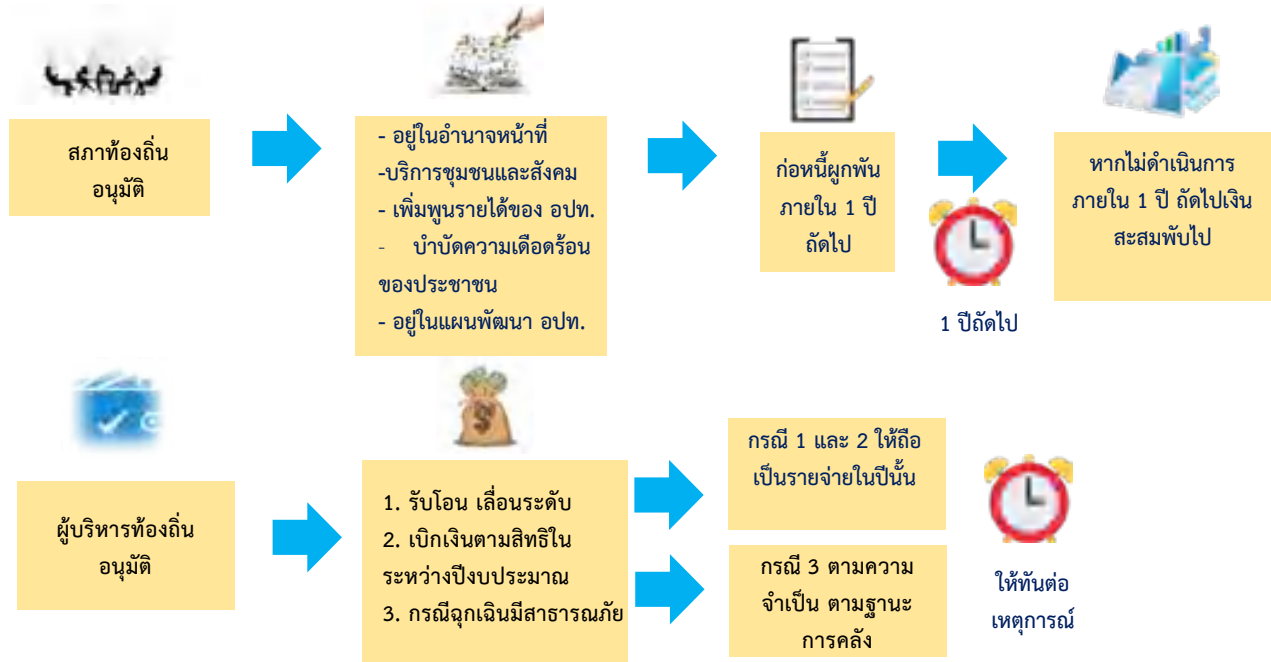 สภาท้องถิ่น
อนุมัติ
- อยู่ในอำนาจหน้าที่
-บริการชุมชนและสังคม
- เพิ่มพูนรายได้ของ อปท.
- บำบัดความเดือดร้อน
ของประชาชน
- อยู่ในแผนพัฒนา อปท.
ก่อหนี้ผูกพัน
ภายใน 1 ปี
ถัดไป
1 ปีถัดไป
หากไม่ดำเนินการ
ภายใน 1 ปี ถัดไปเงิน
สะสมพับไป
ผู้บริหารท้องถิ่น
อนุมัติ
1. รับโอน เลื่อนระดับ
2. เบิกเงินตามสิทธิใน
ระหว่างปีงบประมาณ
3. กรณีฉุกเฉินมีสาธารณภัย
กรณี 1 และ 2 ให้ถือ
เป็นรายจ่ายในปีนั้น
กรณี 3 ตามความ
จำเป็น ตามฐานะ
การคลัง
ให้ทันต่อ
เหตุการณ์